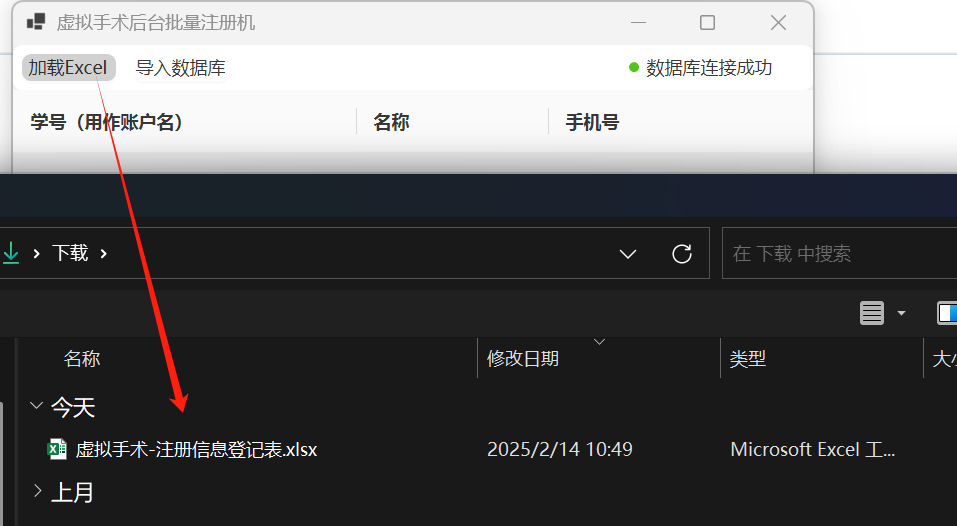 虚拟手术后台批量注册机
加载Excel 导入数据库 数据库连接成功
学号（用作账户名） 名称 手机号
下载 在 下载 中搜索
名称 修改日期 类型
今天
虚拟手术-注册信息登记表.xlsx 2025/2/14 10:49 Microsoft Excel 工...
上月